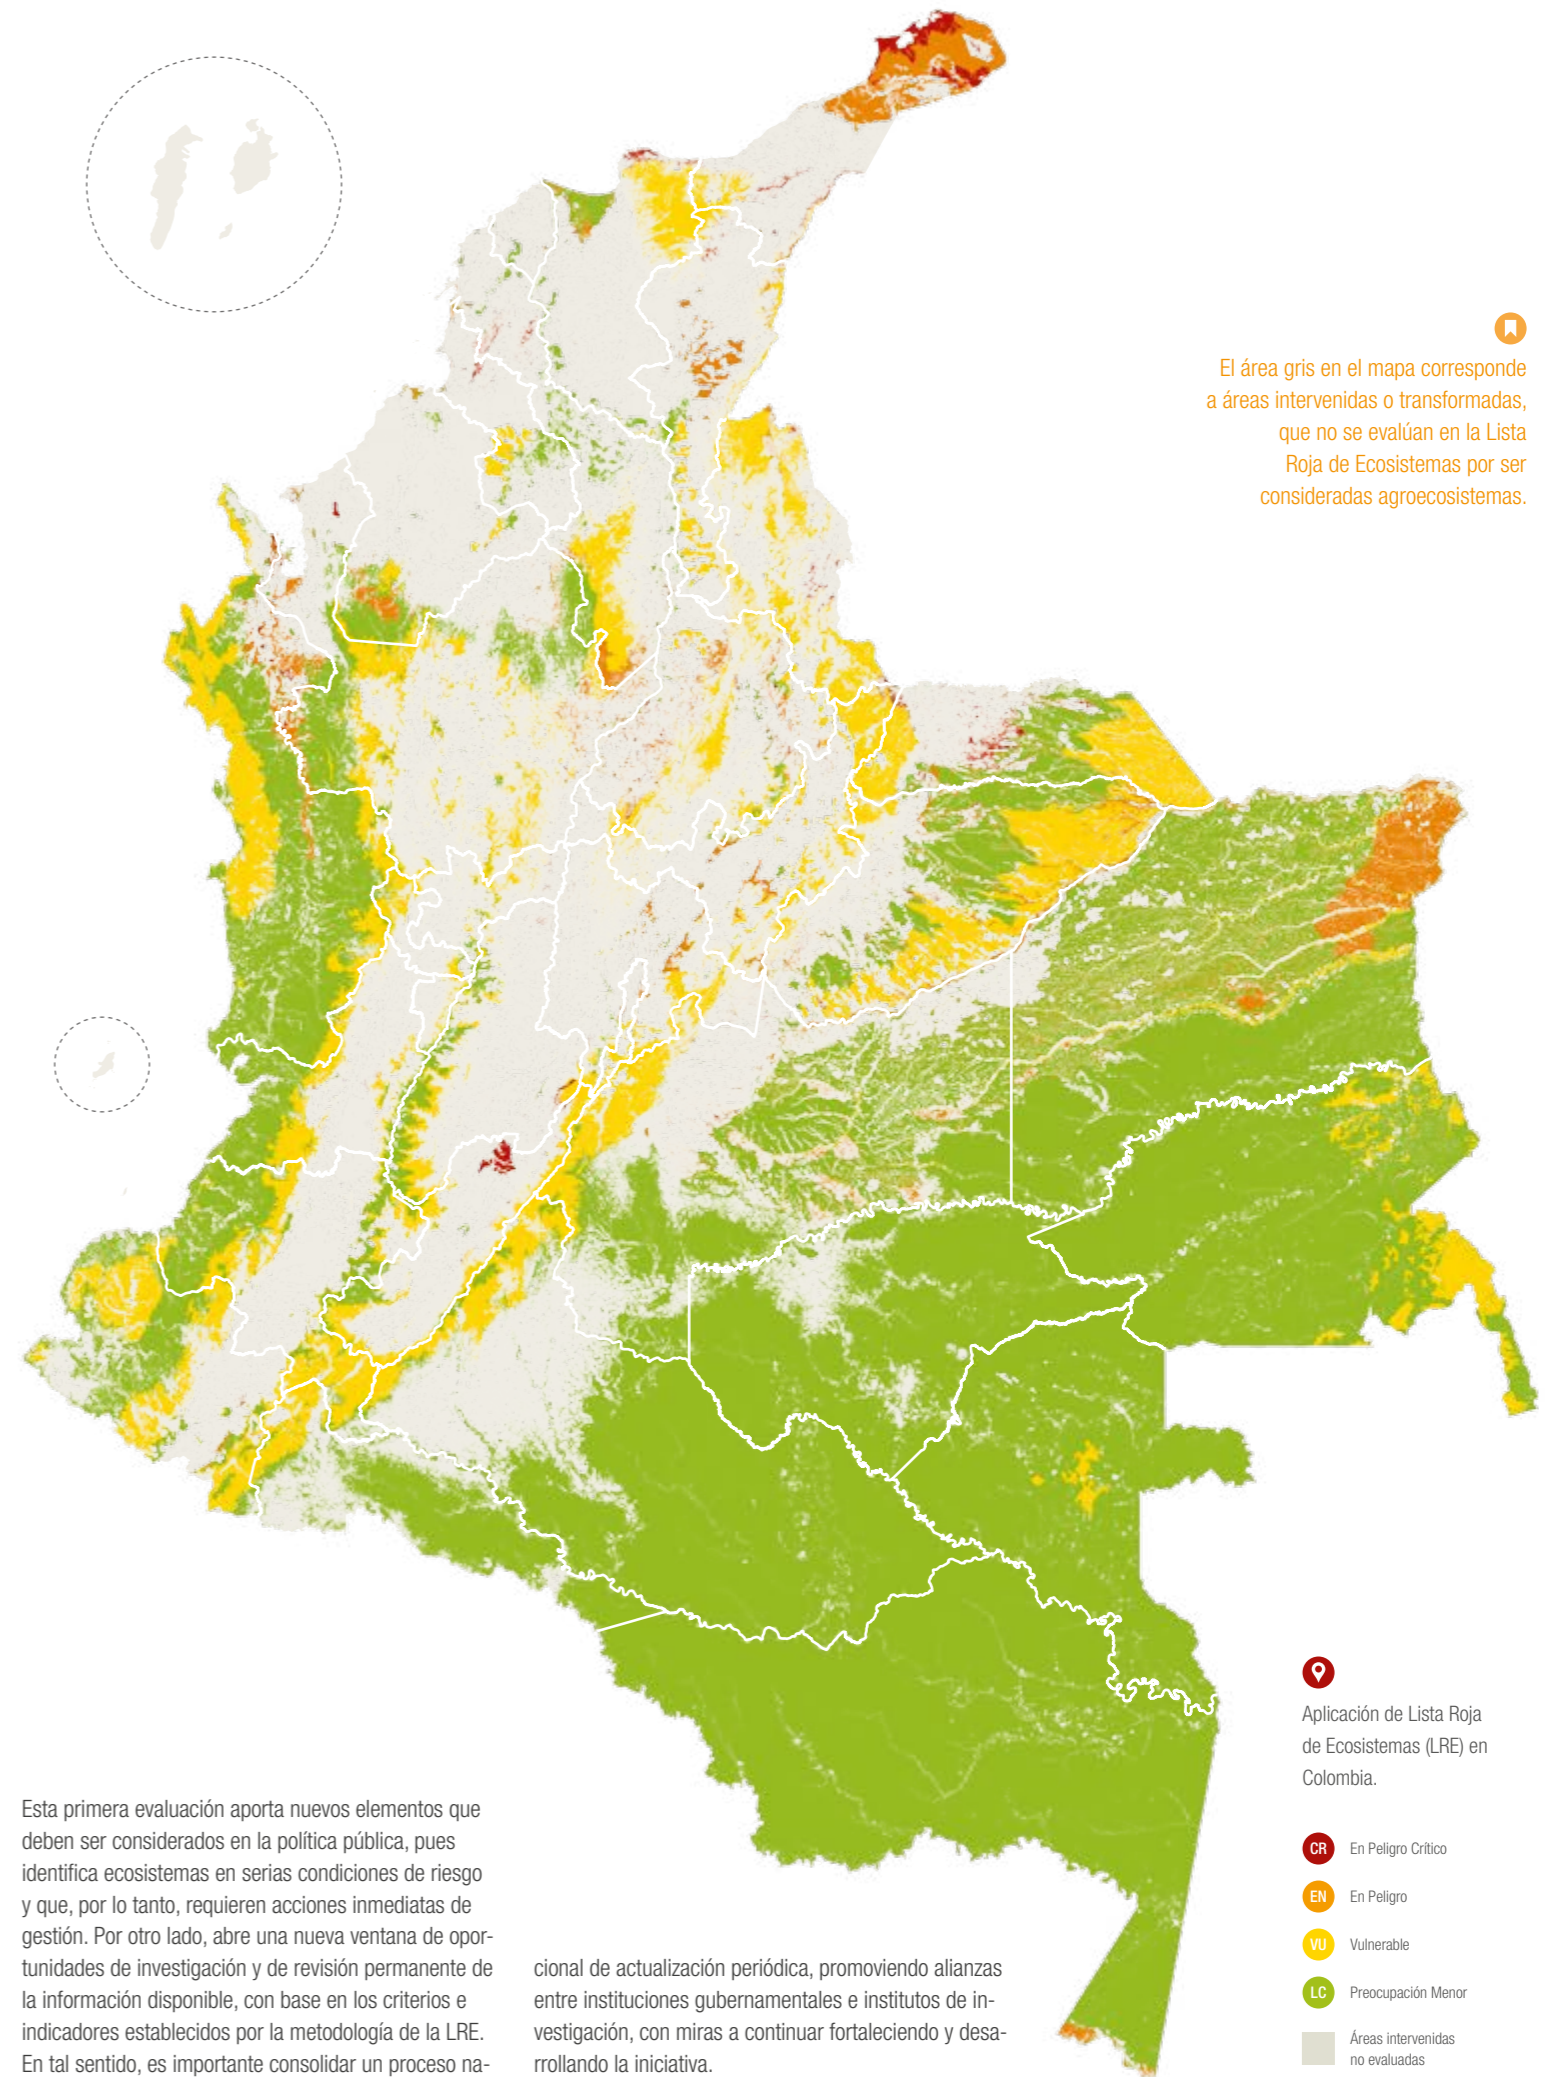 El área gris en el mapa corresponde
a áreas intervenidas o transformadas,
que no se evalúan en la Lista
Roja de Ecosistemas por ser
consideradas agroecosistemas.
Aplicación de Lista Roja
de Ecosistemas (LRE) en
Colombia.
CR En Peligro Crítico
EN En Peligro
VU Vulnerable
LC Preocupación Menor
Áreas intervenidas
no evaluadas
Esta primera evaluación aporta nuevos elementos que
deben ser considerados en la política pública, pues
identifica ecosistemas en serias condiciones de riesgo
y que, por lo tanto, requieren acciones inmediatas de
gestión. Por otro lado, abre una nueva ventana de opor-
tunidades de investigación y de revisión permanente de
la información disponible, con base en los criterios e
indicadores establecidos por la metodología de la LRE.
En tal sentido, es importante consolidar un proceso na-
cional de actualización periódica, promoviendo alianzas
entre instituciones gubernamentales e institutos de in-
vestigación, con miras a continuar fortaleciendo y desa-
rrollando la iniciativa.